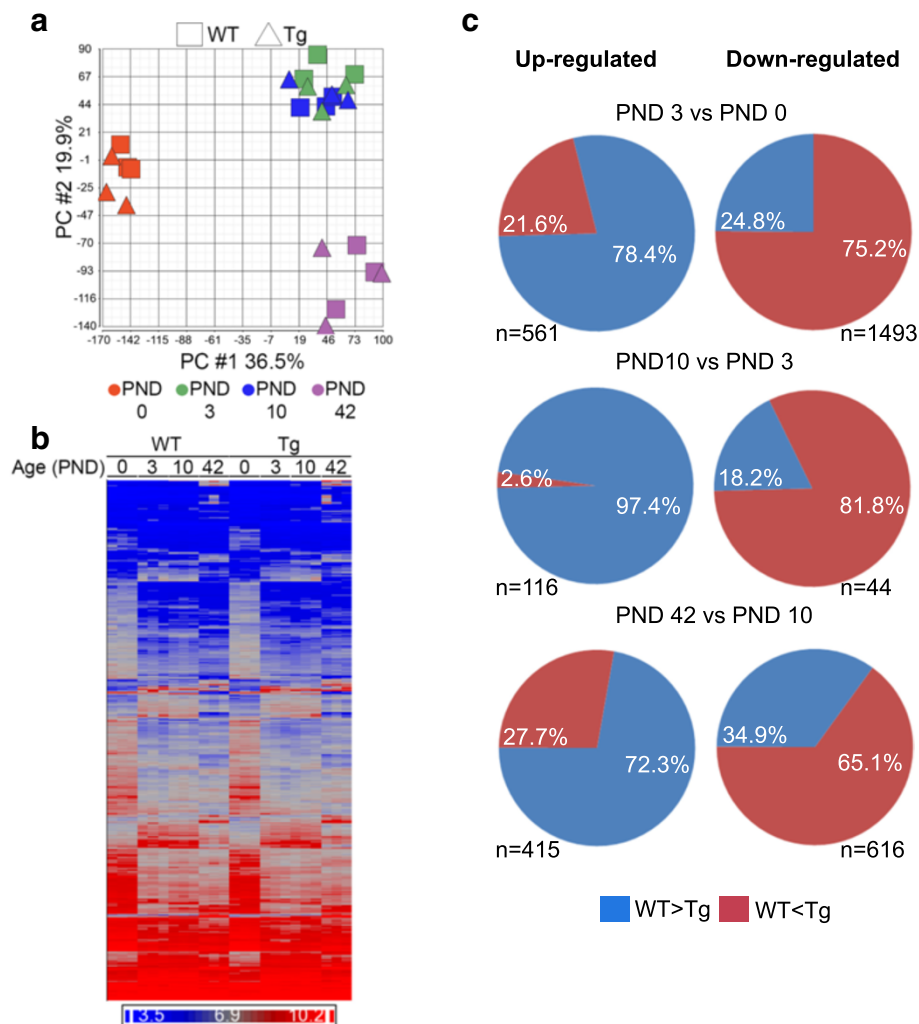 a
WT Tg
90
67
44
21
-1
-25
-47
-70
-93
-116
-140
PC #2 19.9%
-170 -142 -115 -88 -61 -34 -7 19 46 73 100
PC #1 36.5%
PND 0 PND 3 PND 10 PND 42
b
WT Tg
Age (PND) 0 3 10 42 0 3 10 42
3.5 6.9 10.2
c
Up-regulated Down-regulated
PND 3 vs PND 0
21.6% 78.4% 24.8% 75.2%
n=561 n=1493
PND10 vs PND 3
2.6% 97.4% 18.2% 81.8%
n=116 n=44
PND 42 vs PND 10
27.7% 72.3% 34.9% 65.1%
n=415 n=616
WT>Tg WT<Tg